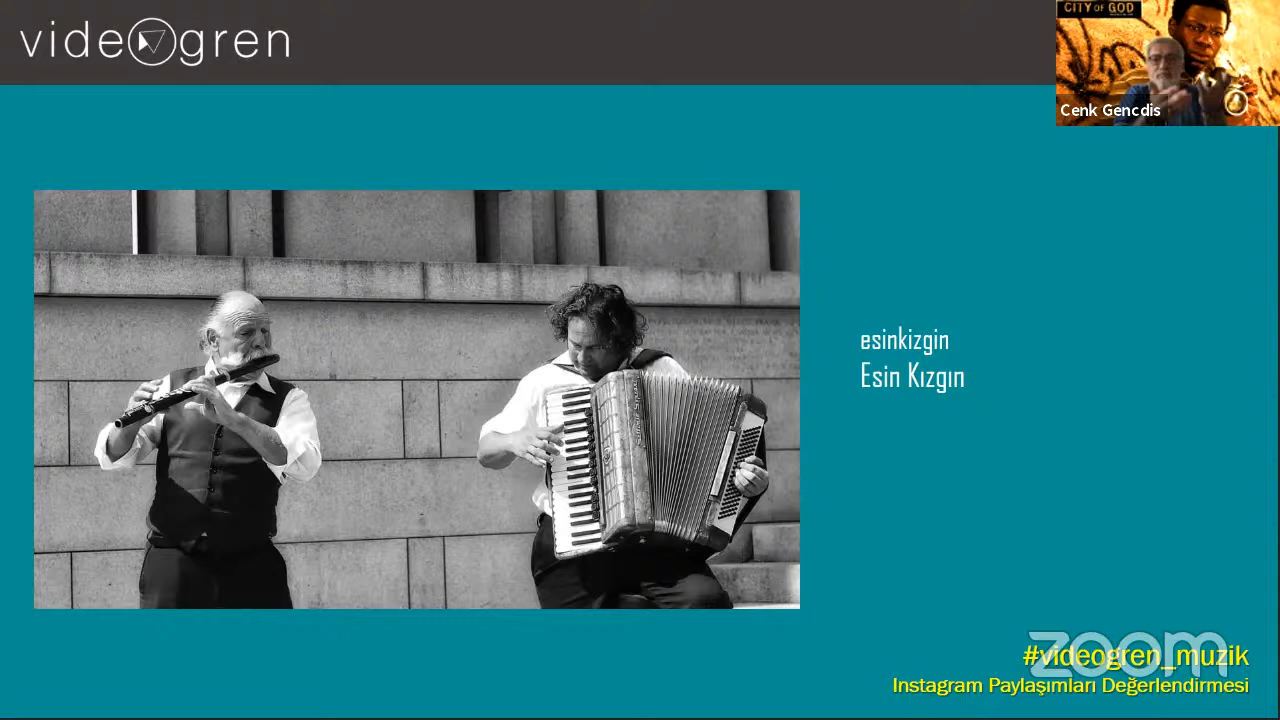 videogren
CITY OF GOD
Cenk Gencdis
esinkizgin
Esin Kızgın
zoom
#videogren_muzik
Instagram Paylaşımları Değerlendirmesi